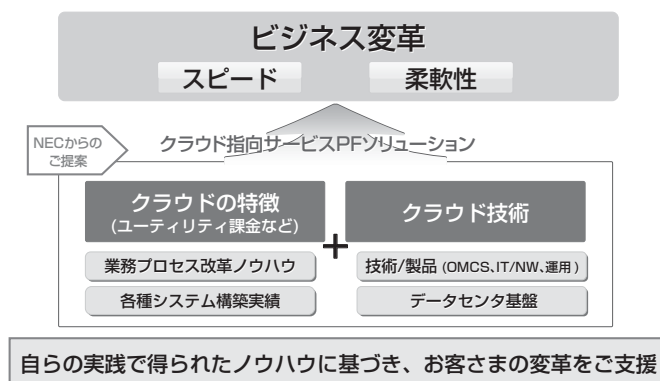 ビジネス変革
スピード 柔軟性
NECからの
ご提案
クラウド指向サービスPFソリューション
クラウドの特徴
(ユーティリティ課金など)
クラウド技術
+
業務プロセス改革ノウハウ
技術/製品 (OMCS、IT/NW、運用)
各種システム構築実績
データセンタ基盤
自らの実践で得られたノウハウに基づき、お客さまの変革をご支援